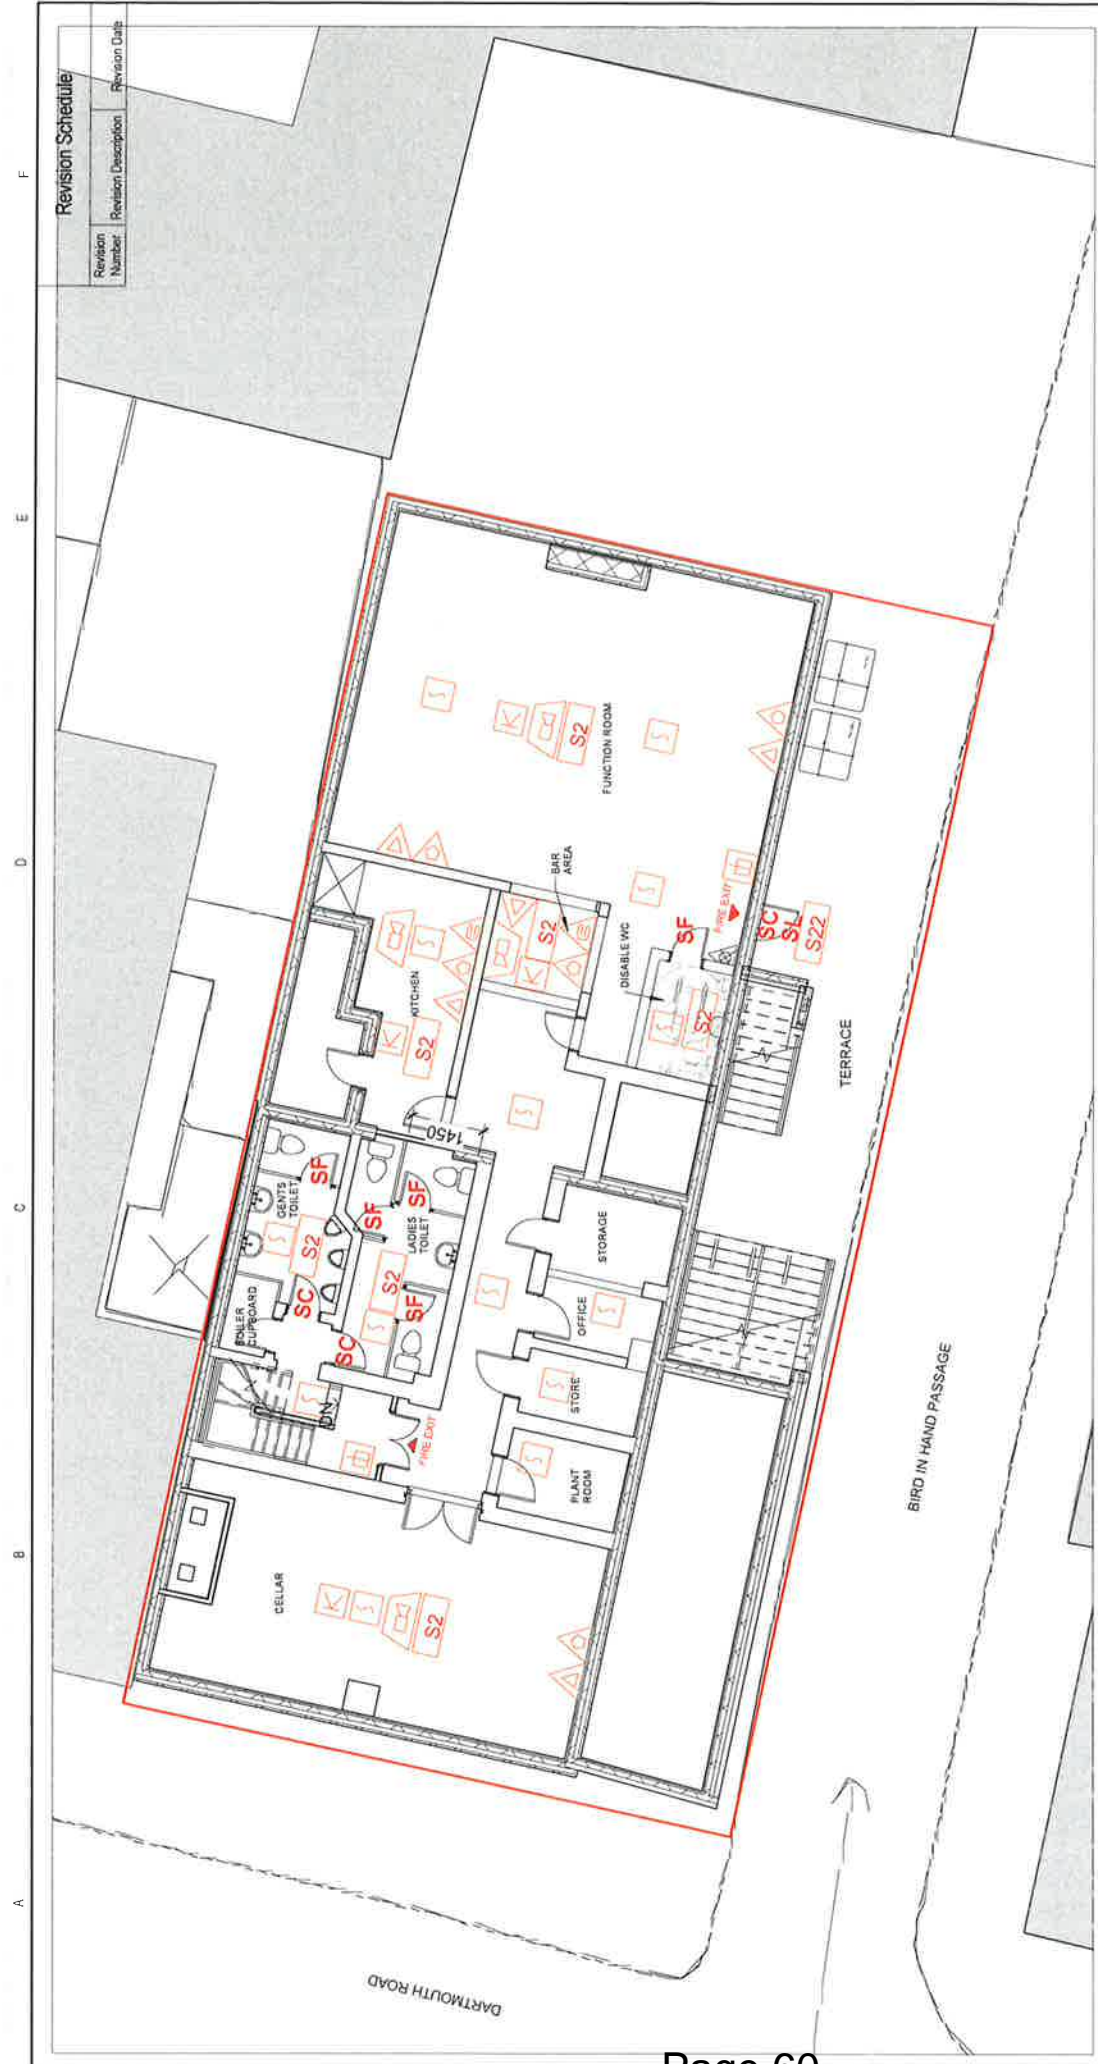 Revision Schedule
Revision
Number
Revision Description
Revision Date
F
E
D
C
B
A
S
K
S2
FUNCTION ROOM
S
BAR
AREA
S
K
S2
KITCHEN
S
K
S2
DISABLE WC
SF
FIRE EXIT
SC
SL
S22
S
S2
TERRACE
1450
S
GENTS
TOILET
SF
S
S2
SF
LADIES
TOILET
SF
SC
S2
S
SF
SC
BOILER
CUPBOARD
STORAGE
S
OFFICE
S
STORE
S
DN
S
FIRE EXIT
PLANT
ROOM
S
CELLAR
K
S
S2
BIRD IN HAND PASSAGE
DARTMOUTH ROAD
Page 60